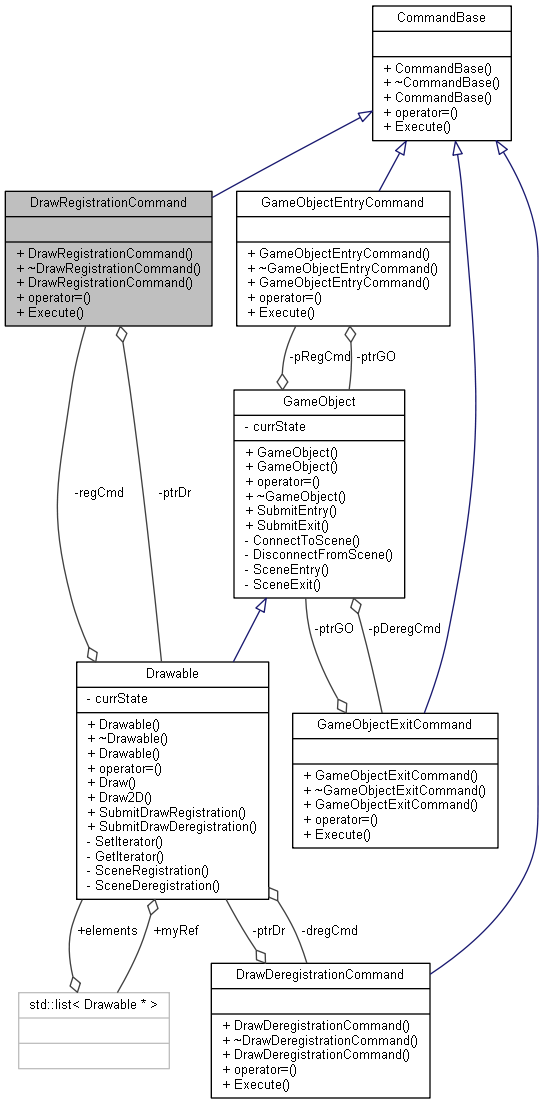 CommandBase
+ CommandBase()
+ ~CommandBase()
+ CommandBase()
+ operator=()
+ Execute()
DrawRegistrationCommand
+ DrawRegistrationCommand()
+ ~DrawRegistrationCommand()
+ DrawRegistrationCommand()
+ operator=()
+ Execute()
GameObjectEntryCommand
+ GameObjectEntryCommand()
+ ~GameObjectEntryCommand()
+ GameObjectEntryCommand()
+ operator=()
+ Execute()
-pRegCmd
-ptrGO
GameObject
- currState
+ GameObject()
+ GameObject()
+ operator=()
+ ~GameObject()
+ SubmitEntry()
+ SubmitExit()
- ConnectToScene()
- DisconnectFromScene()
- SceneEntry()
- SceneExit()
-regCmd
-ptrDr
-ptrGO
-pDeregCmd
Drawable
- currState
+ Drawable()
+ ~Drawable()
+ Drawable()
+ operator=()
+ Draw()
+ Draw2D()
+ SubmitDrawRegistration()
+ SubmitDrawDeregistration()
- SetIterator()
- GetIterator()
- SceneRegistration()
- SceneDeregistration()
GameObjectExitCommand
+ GameObjectExitCommand()
+ ~GameObjectExitCommand()
+ GameObjectExitCommand()
+ operator=()
+ Execute()
+elements
+myRef
-ptrDr
-dregCmd
std::list< Drawable * >
DrawDeregistrationCommand
+ DrawDeregistrationCommand()
+ ~DrawDeregistrationCommand()
+ DrawDeregistrationCommand()
+ operator=()
+ Execute()